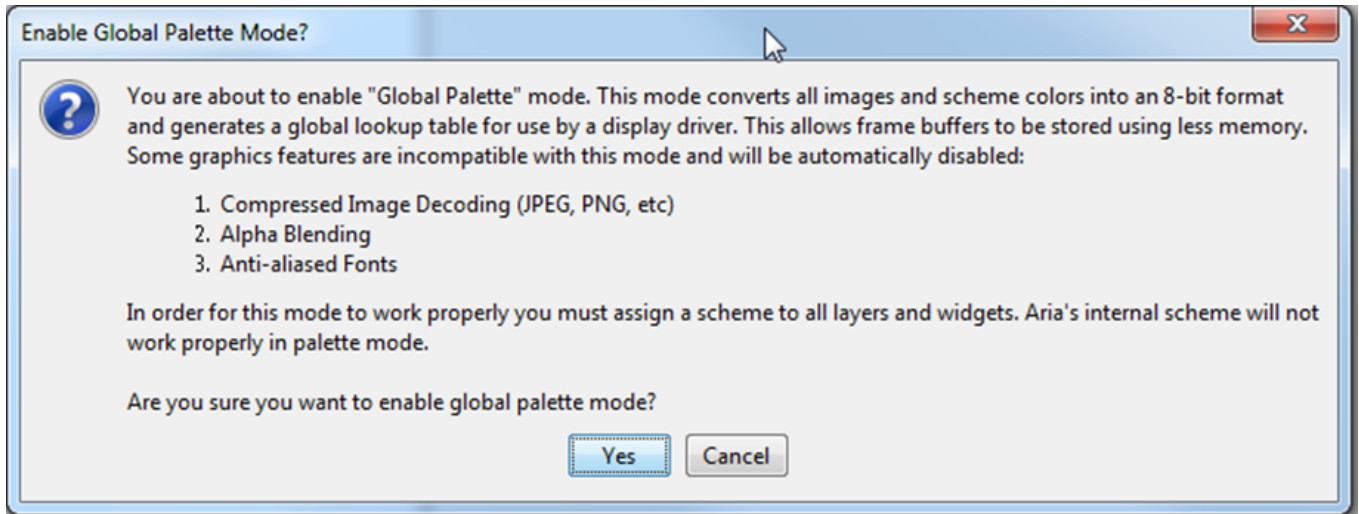 Enable Global Palette Mode?
You are about to enable "Global Palette" mode. This mode converts all images and scheme colors into an 8-bit format
and generates a global lookup table for use by a display driver. This allows frame buffers to be stored using less memory.
Some graphics features are incompatible with this mode and will be automatically disabled:
1. Compressed Image Decoding (JPEG, PNG, etc)
2. Alpha Blending
3. Anti-aliased Fonts
In order for this mode to work properly you must assign a scheme to all layers and widgets. Aria's internal scheme will not
work properly in palette mode.
Are you sure you want to enable global palette mode?
Yes Cancel